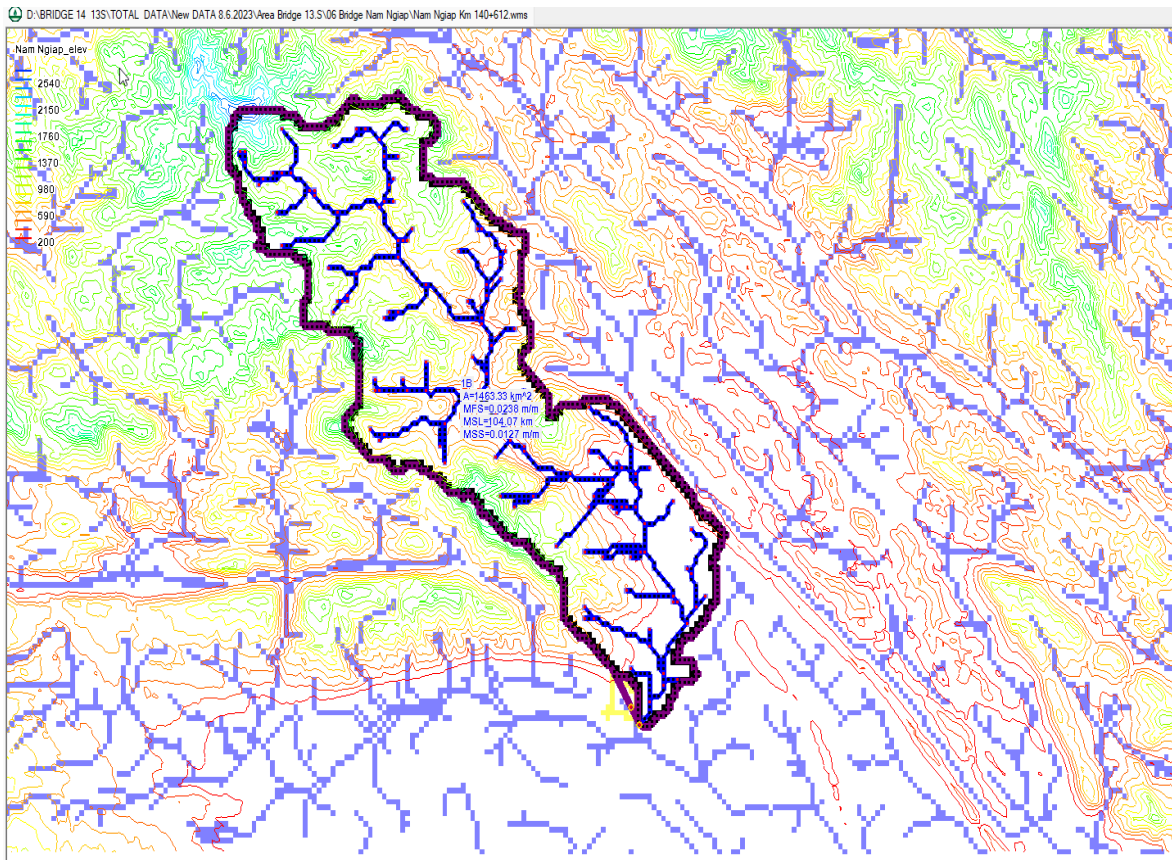 D:\BRIDGE 14 13S\TOTAL DATA\New DATA 8.6.2023\Area Bridge 13.S\06 Bridge Nam Ngiap\Nam Ngiap Km 140+612.wms
Nam Ngiap_elev
2540
2150
1760
1370
980
590
200
1B
A=1463.33 km^2
MFS=0.0238 m/m
MSL=104.07 km
MSS=0.0127 m/m